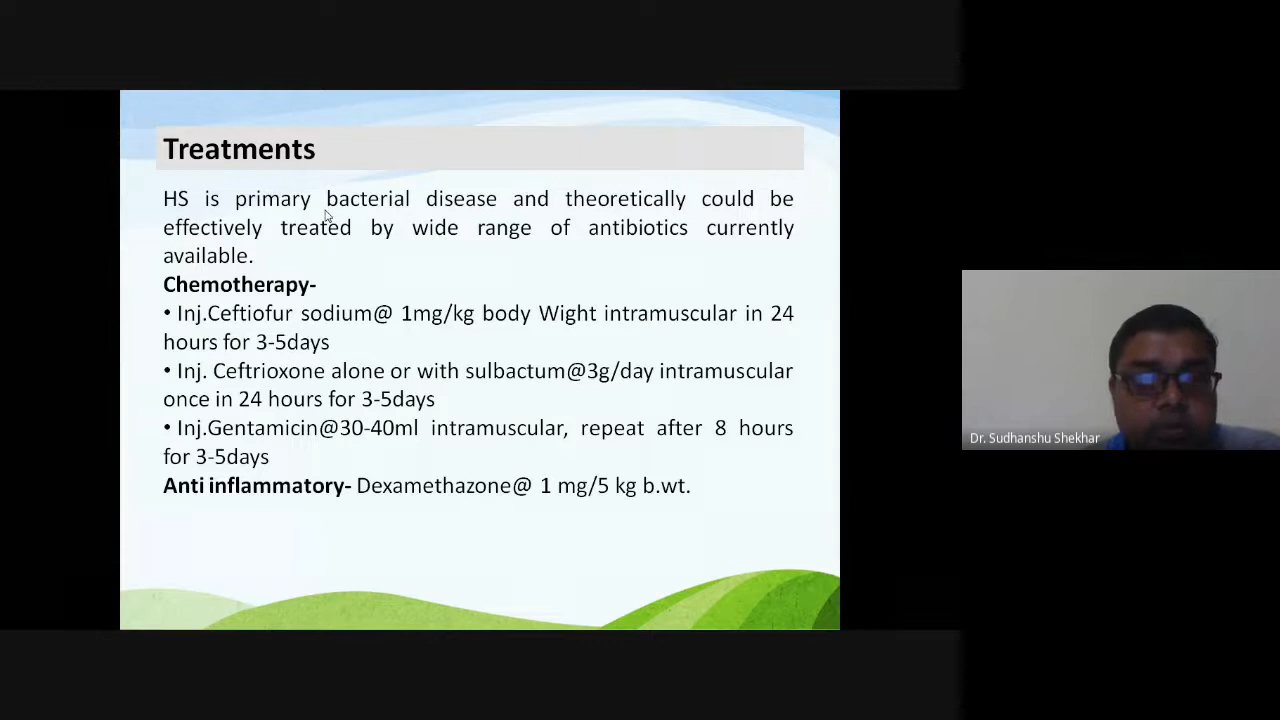 Treatments
HS is primary bacterial disease and theoretically could be
effectively treated by wide range of antibiotics currently
available.
Chemotherapy-
• Inj.Ceftiofur sodium@ 1mg/kg body Wight intramuscular in 24
hours for 3-5days
• Inj. Ceftrioxone alone or with sulbactum@3g/day intramuscular
once in 24 hours for 3-5days
• Inj.Gentamicin@30-40ml intramuscular, repeat after 8 hours
for 3-5days
Anti inflammatory- Dexamethazone@ 1 mg/5 kg b.wt.
Dr. Sudhanshu Shekhar